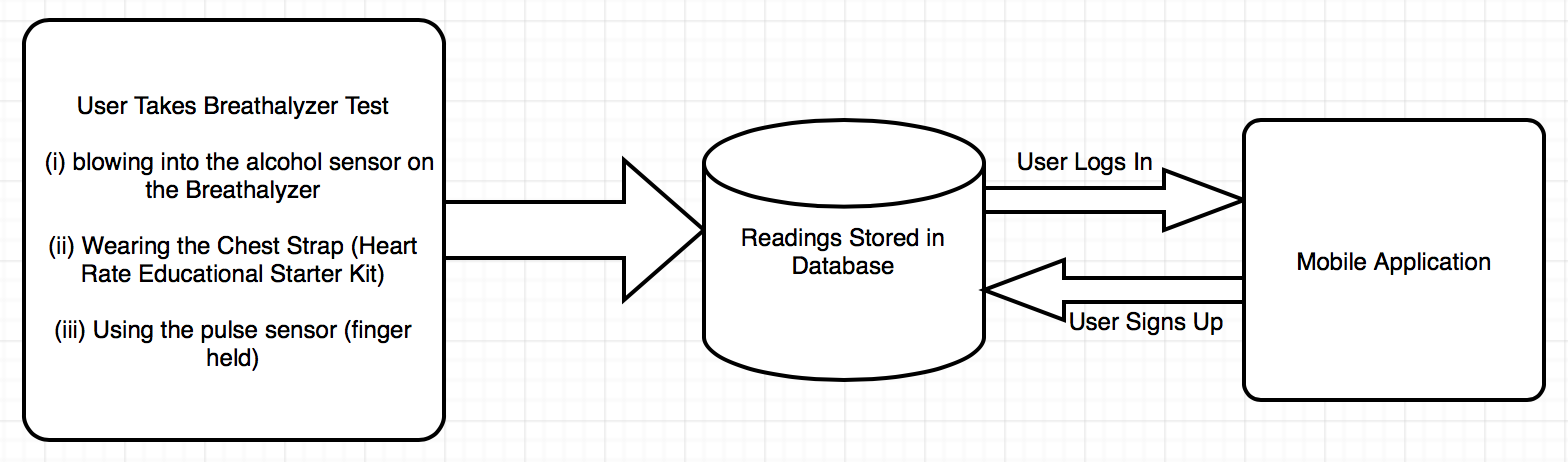 User Takes Breathalyzer Test
(i) blowing into the alcohol sensor on
the Breathalyzer
(ii) Wearing the Chest Strap (Heart
Rate Educational Starter Kit)
(iii) Using the pulse sensor (finger
held)
Readings Stored in
Database
User Logs In
User Signs Up
Mobile Application